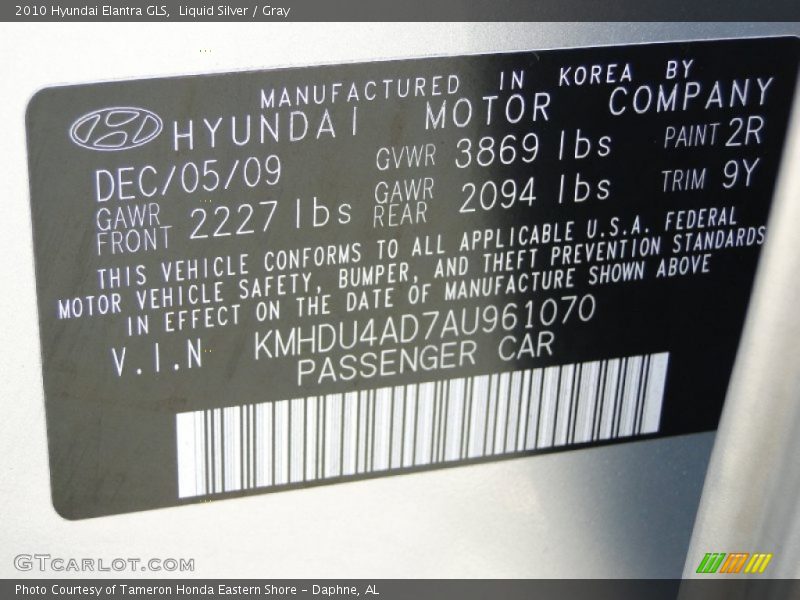 2010 Hyundai Elantra GLS,  Liquid Silver / Gray
MANUFACTURED IN KOREA BY
HYUNDAI MOTOR COMPANY
DEC/05/09 GVWR 3869 lbs PAINT 2R
GAWR FRONT 2227 lbs GAWR REAR 2094 lbs TRIM 9Y
THIS VEHICLE CONFORMS TO ALL APPLICABLE U.S.A. FEDERAL
MOTOR VEHICLE SAFETY, BUMPER, AND THEFT PREVENTION STANDARDS
IN EFFECT ON THE DATE OF MANUFACTURE SHOWN ABOVE
V.I.N KMHDU4AD7AU961070
PASSENGER CAR
GTCARLOT.COM
Photo Courtesy of Tameron Honda Eastern Shore - Daphne, AL